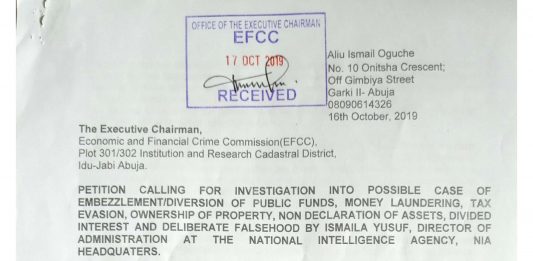 OFFICE OF THE EXECUTIVE CHAIRMAN
EFCC
17 OCT 2019
RECEIVED
Aliu Ismail Oguche
No. 10 Onitsha Crescent;
Off Gimbiya Street
Garki II- Abuja
08090614326
16th October, 2019
The Executive Chairman,
Economic and Financial Crime Commission(EFCC),
Plot 301/302 Institution and Research Cadastral District,
Idu-Jabi Abuja.
PETITION CALLING FOR INVESTIGATION INTO POSSIBLE CASE OF
EMBEZZLEMENT/DIVERSION OF PUBLIC FUNDS, MONEY LAUNDERING, TAX
EVASION, OWNERSHIP OF PROPERTY, NON DECLARATION OF ASSETS, DIVIDED
INTEREST AND DELIBERATE FALSEHOOD BY ISMAILA YUSUF, DIRECTOR OF
ADMINISTRATION AT THE NATIONAL INTELLIGENCE AGENCY, NIA
HEADQUATERS.